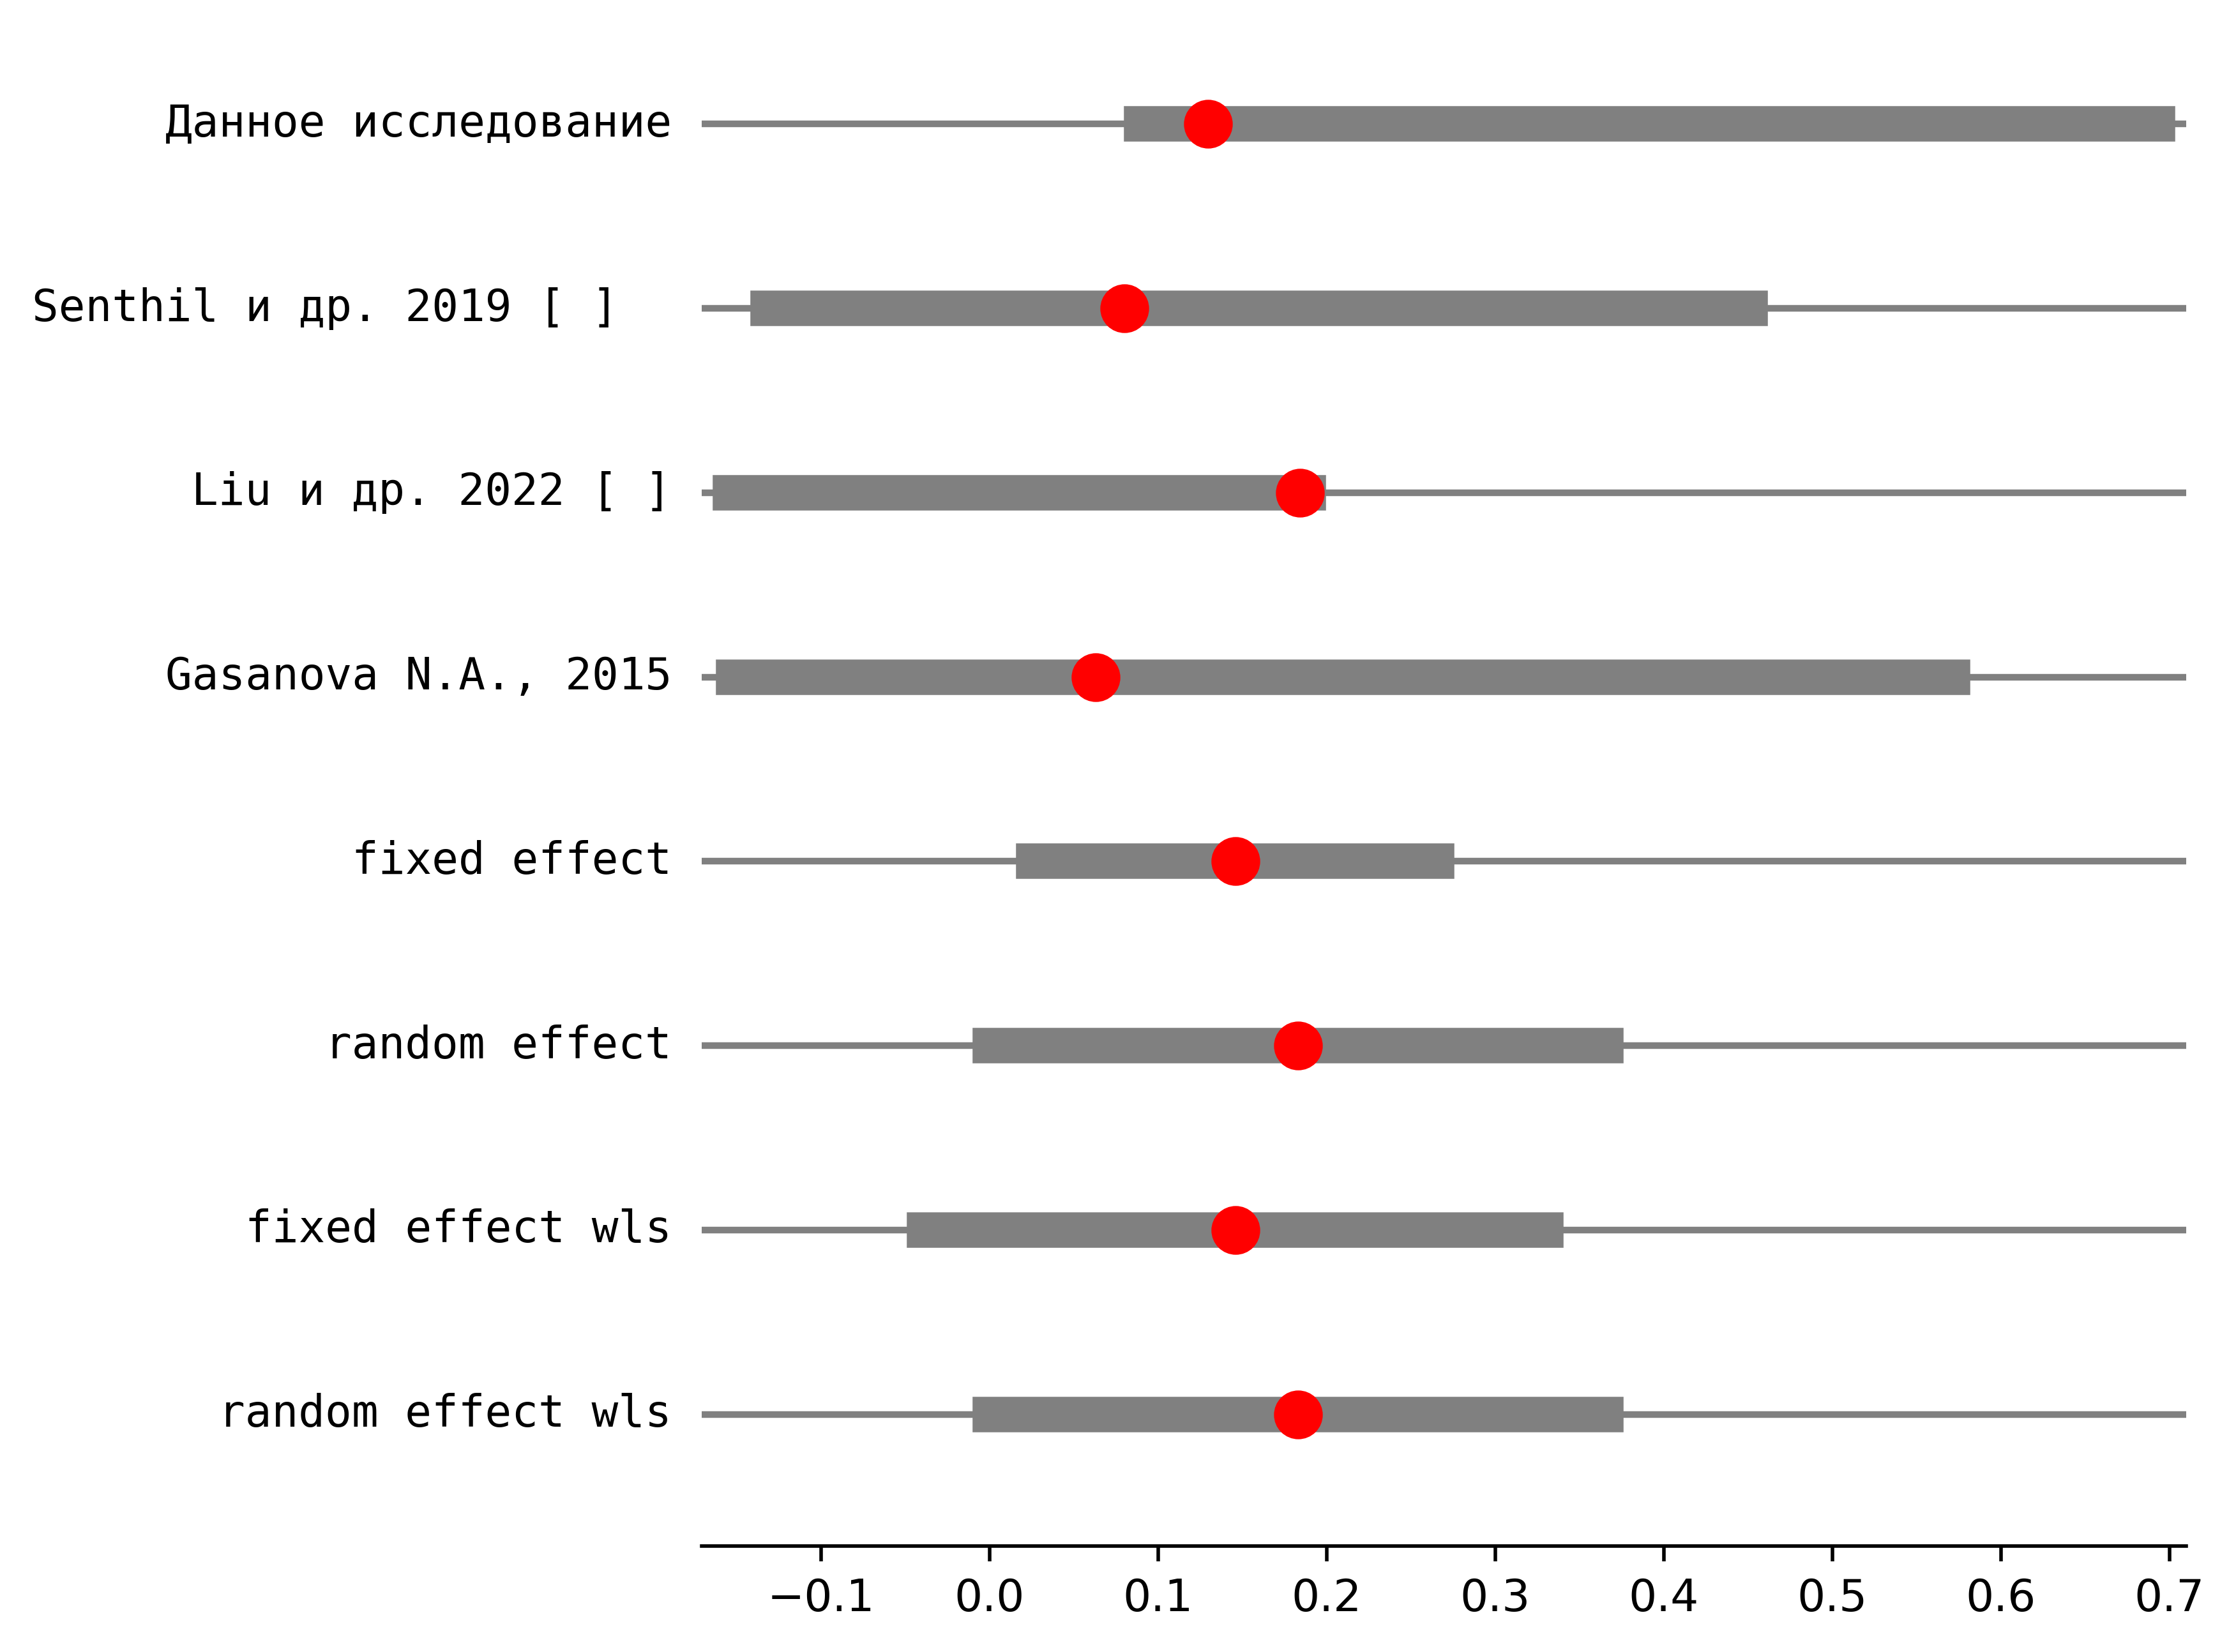 Данное исследование
Senthil и др. 2019 [ ]
Liu и др. 2022 [ ]
Gasanova N.A., 2015
fixed effect
random effect
fixed effect wls
random effect wls
−0.1 0.0 0.1 0.2 0.3 0.4 0.5 0.6 0.7